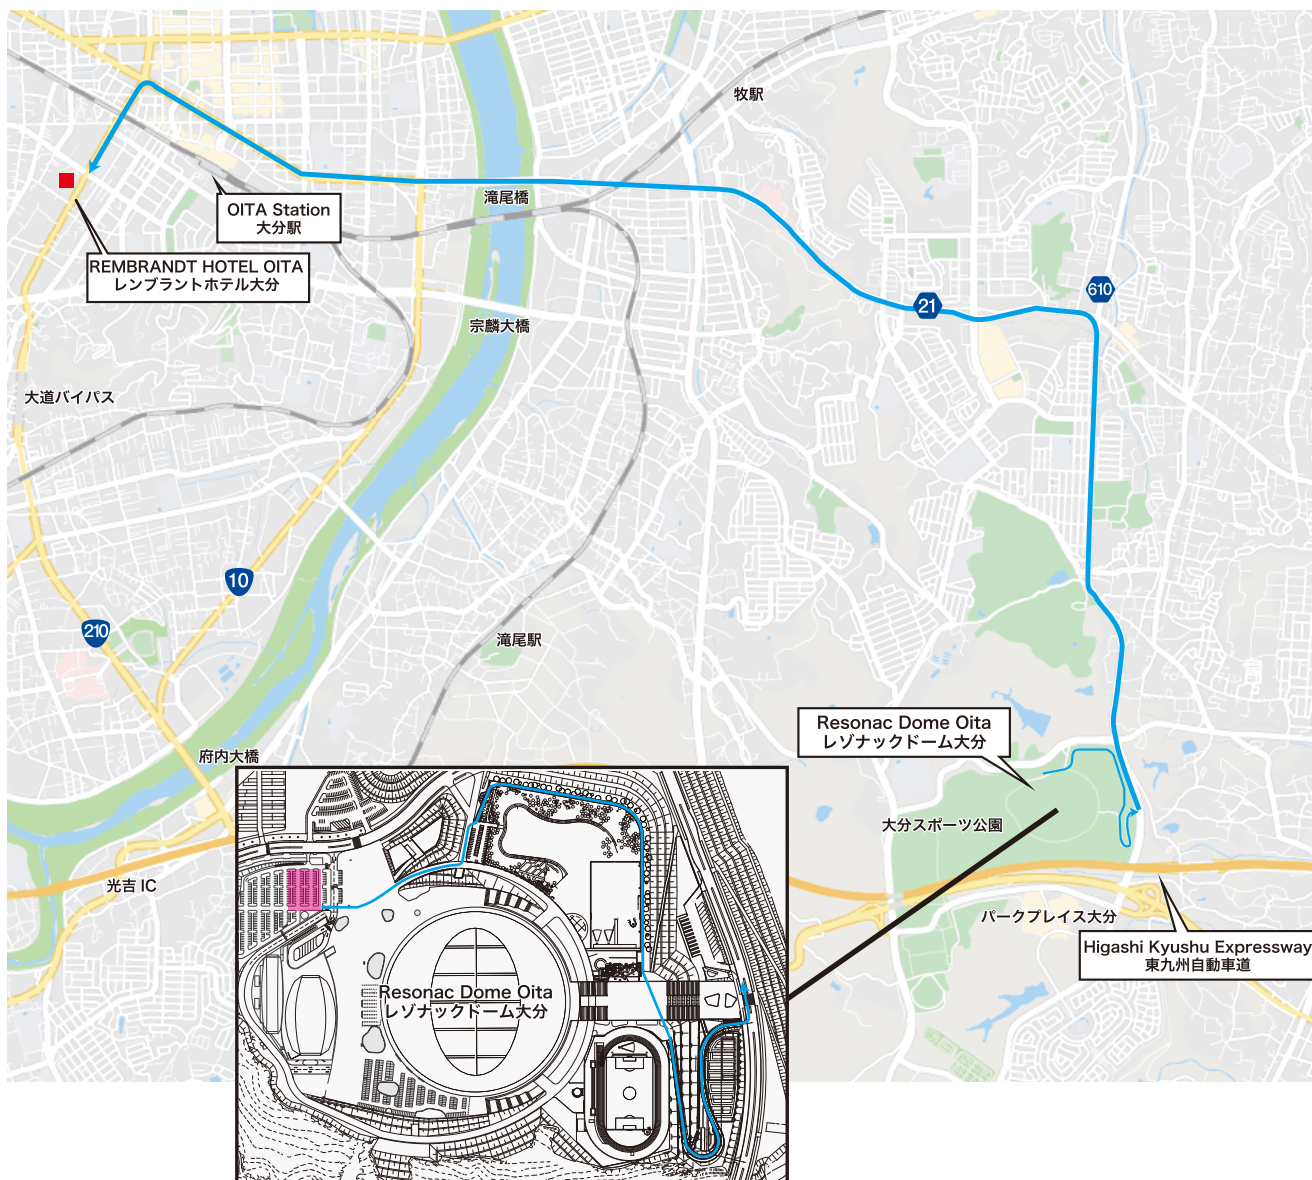 牧駅
滝尾橋
OITA Station
大分駅
REMBRANDT HOTEL OITA
レンブラントホテル大分
610
21
宗麟大橋
大道バイパス
10
210
滝尾駅
Resonac Dome Oita
レゾナックドーム大分
府内大橋
大分スポーツ公園
光吉 IC
パークプレイス大分
Higashi Kyushu Expressway
東九州自動車道
Resonac Dome Oita
レゾナックドーム大分